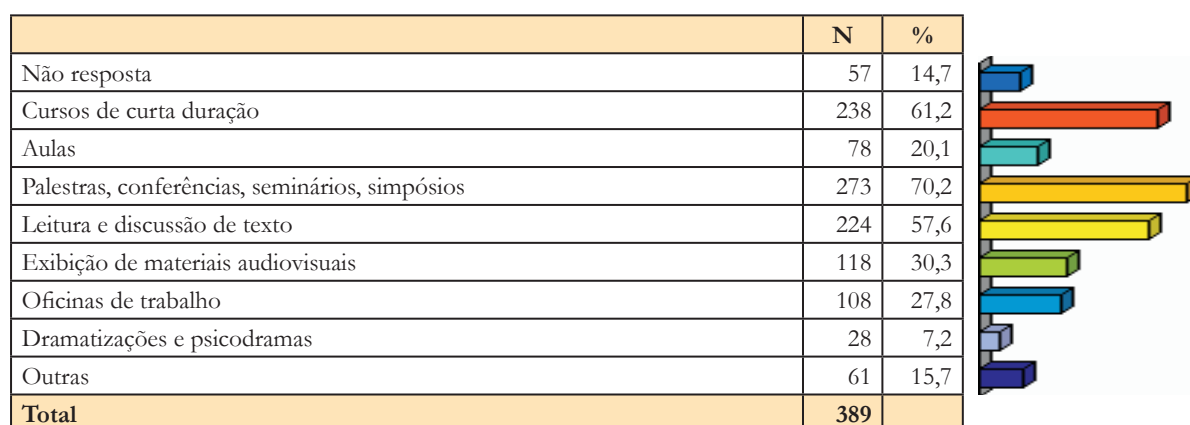 N %
Não resposta 57 14,7
Cursos de curta duração 238 61,2
Aulas 78 20,1
Palestras, conferências, seminários, simpósios 273 70,2
Leitura e discussão de texto 224 57,6
Exibição de materiais audiovisuais 118 30,3
Oficinas de trabalho 108 27,8
Dramatizações e psicodramas 28 7,2
Outras 61 15,7
Total 389